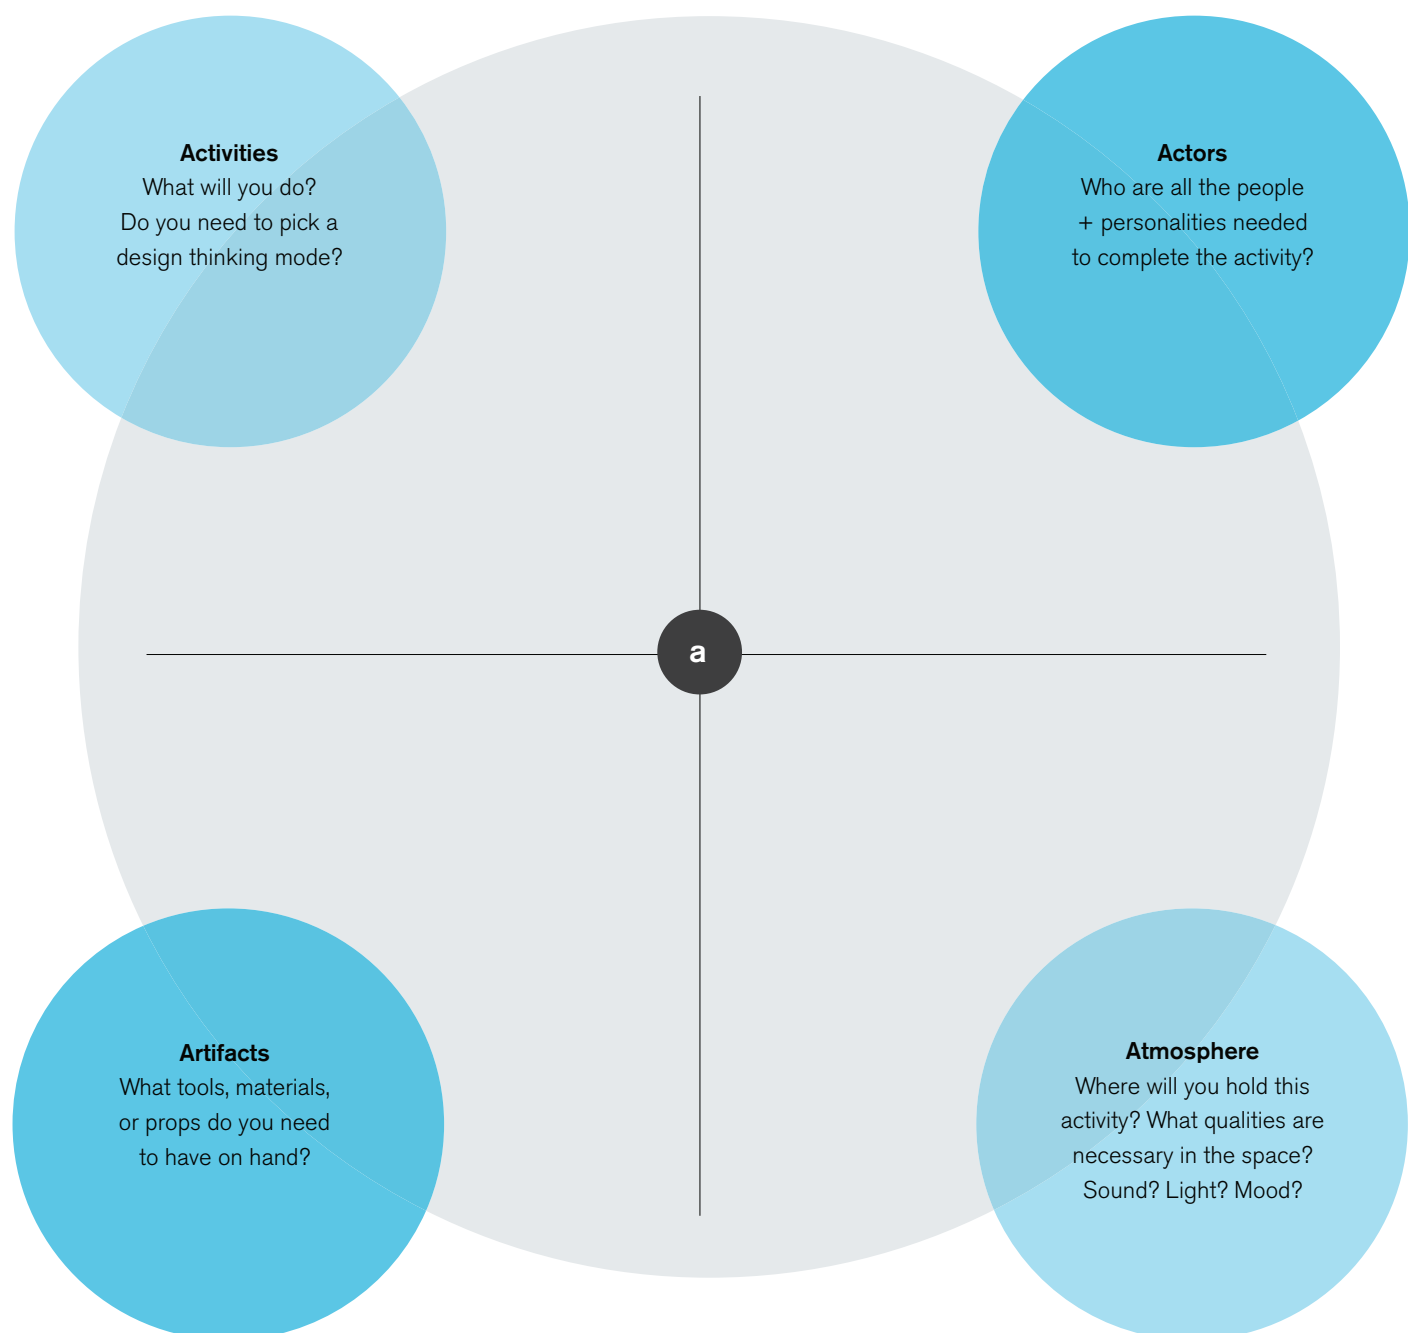 Activities
What will you do?
Do you need to pick a
design thinking mode?
Actors
Who are all the people
+ personalities needed
to complete the activity?
a
Artifacts
What tools, materials,
or props do you need
to have on hand?
Atmosphere
Where will you hold this
activity? What qualities are
necessary in the space?
Sound? Light? Mood?